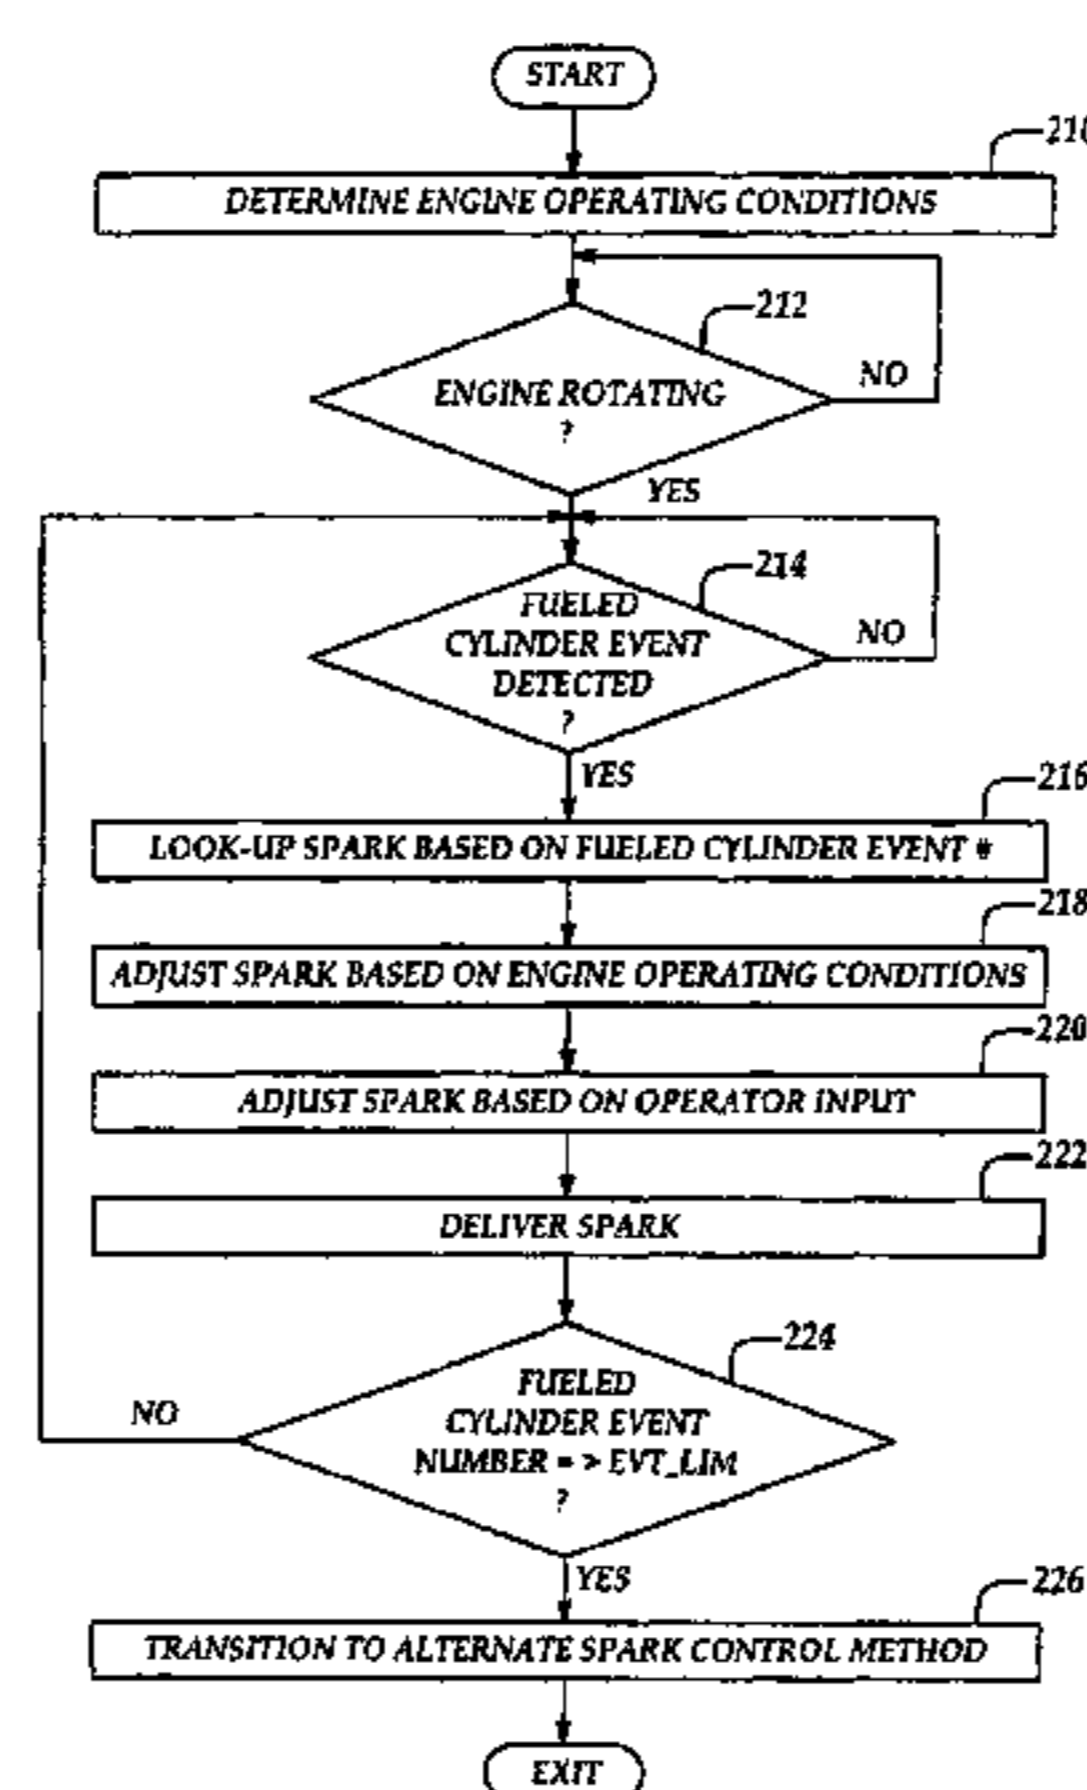 START
210
DETERMINE ENGINE OPERATING CONDITIONS
212
ENGINE ROTATING
?
NO
YES
214
FUELED
CYLINDER EVENT
DETECTED
?
NO
YES
216
LOOK-UP SPARK BASED ON FUELED CYLINDER EVENT #
218
ADJUST SPARK BASED ON ENGINE OPERATING CONDITIONS
220
ADJUST SPARK BASED ON OPERATOR INPUT
222
DELIVER SPARK
224
FUELED
CYLINDER EVENT
NUMBER = > EVT_LIM
?
NO
YES
226
TRANSITION TO ALTERNATE SPARK CONTROL METHOD
EXIT